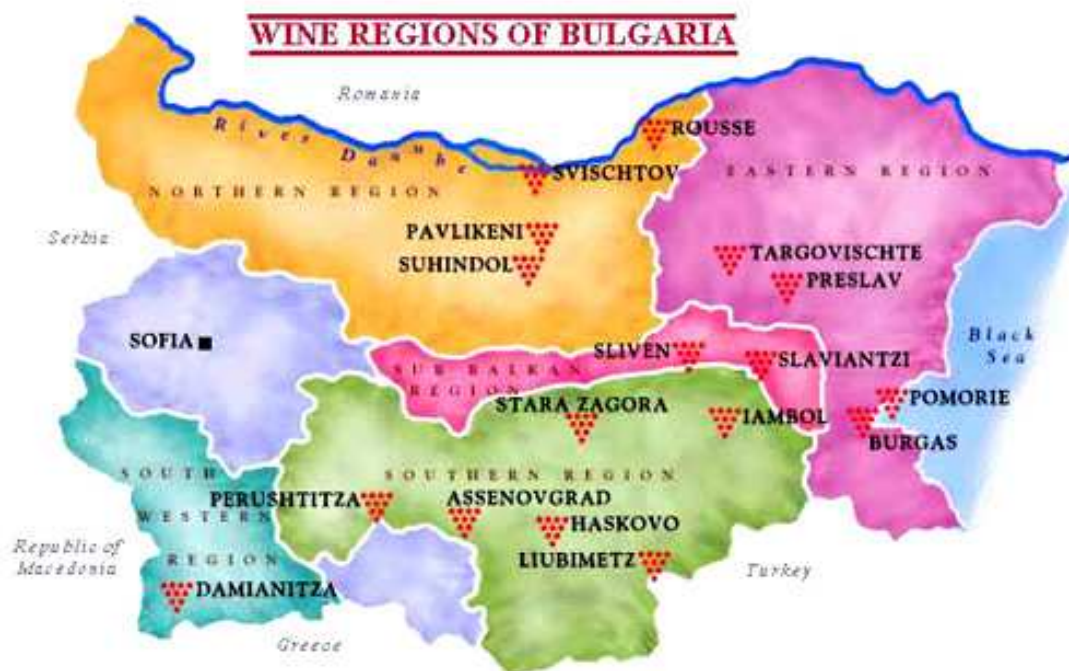 WINE REGIONS OF BULGARIA
Romania
River Danube
ROUSSE
SVISCHTOV
EASTERN REGION
NORTHERN REGION
PAVLIKENI
SUHINDOL
Serbia
TARGOVISCHTE
PRESLAV
Black
Sea
SOFIA
SLIVEN
SLAVIANTZI
SUB BALKAN
REGION
STARA ZAGORA
IAMBOL
POMORIE
BURGAS
SOUTH
WESTERN
REGION
SOUTHERN REGION
PERUSHTITZA
ASSENOVGRAD
HASKOVO
LIUBIMETZ
Republic of
Macedonia
DAMIANITZA
Turkey
Greece